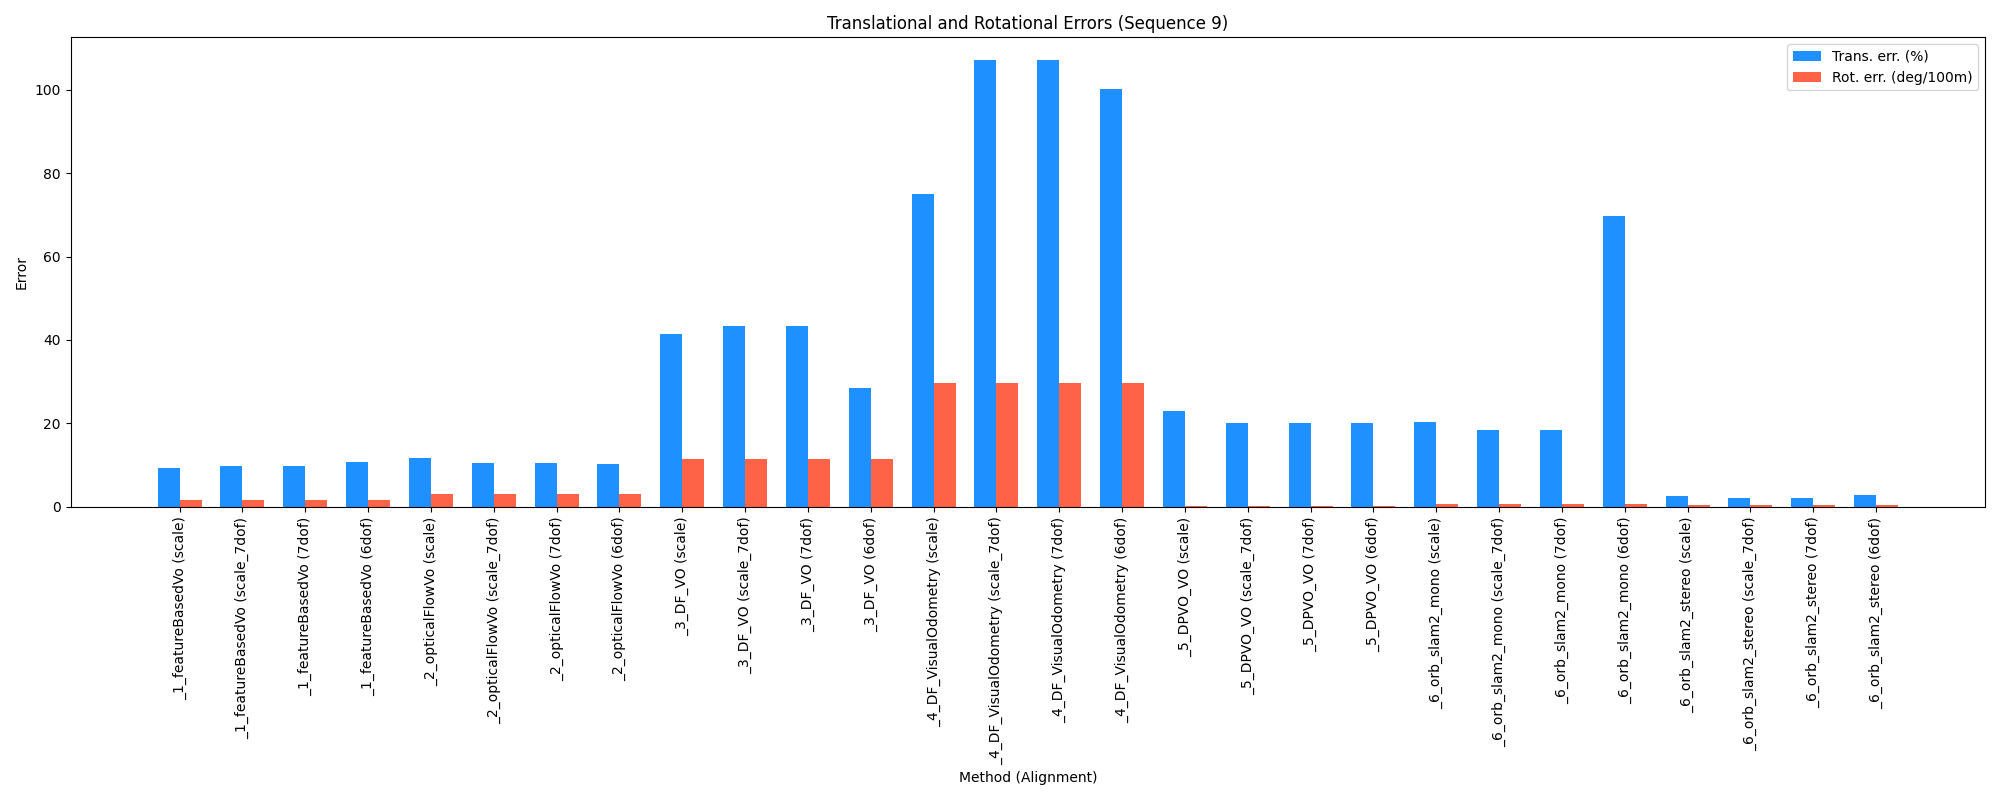 Translational and Rotational Errors (Sequence 9)
Trans. err. (%)
Rot. err. (deg/100m)
Error
100
80
60
40
20
0
_1_featureBasedVo (scale)
_1_featureBasedVo (scale_7dof)
_1_featureBasedVo (7dof)
_1_featureBasedVo (6dof)
_2_opticalFlowVo (scale)
_2_opticalFlowVo (scale_7dof)
_2_opticalFlowVo (7dof)
_2_opticalFlowVo (6dof)
_3_DF_VO (scale)
_3_DF_VO (scale_7dof)
_3_DF_VO (7dof)
_3_DF_VO (6dof)
_4_DF_VisualOdometry (scale)
_4_DF_VisualOdometry (scale_7dof)
_4_DF_VisualOdometry (7dof)
_4_DF_VisualOdometry (6dof)
_5_DPVO_VO (scale)
_5_DPVO_VO (scale_7dof)
_5_DPVO_VO (7dof)
_5_DPVO_VO (6dof)
_6_orb_slam2_mono (scale)
_6_orb_slam2_mono (scale_7dof)
_6_orb_slam2_mono (7dof)
_6_orb_slam2_mono (6dof)
_6_orb_slam2_stereo (scale)
_6_orb_slam2_stereo (scale_7dof)
_6_orb_slam2_stereo (7dof)
_6_orb_slam2_stereo (6dof)
Method (Alignment)